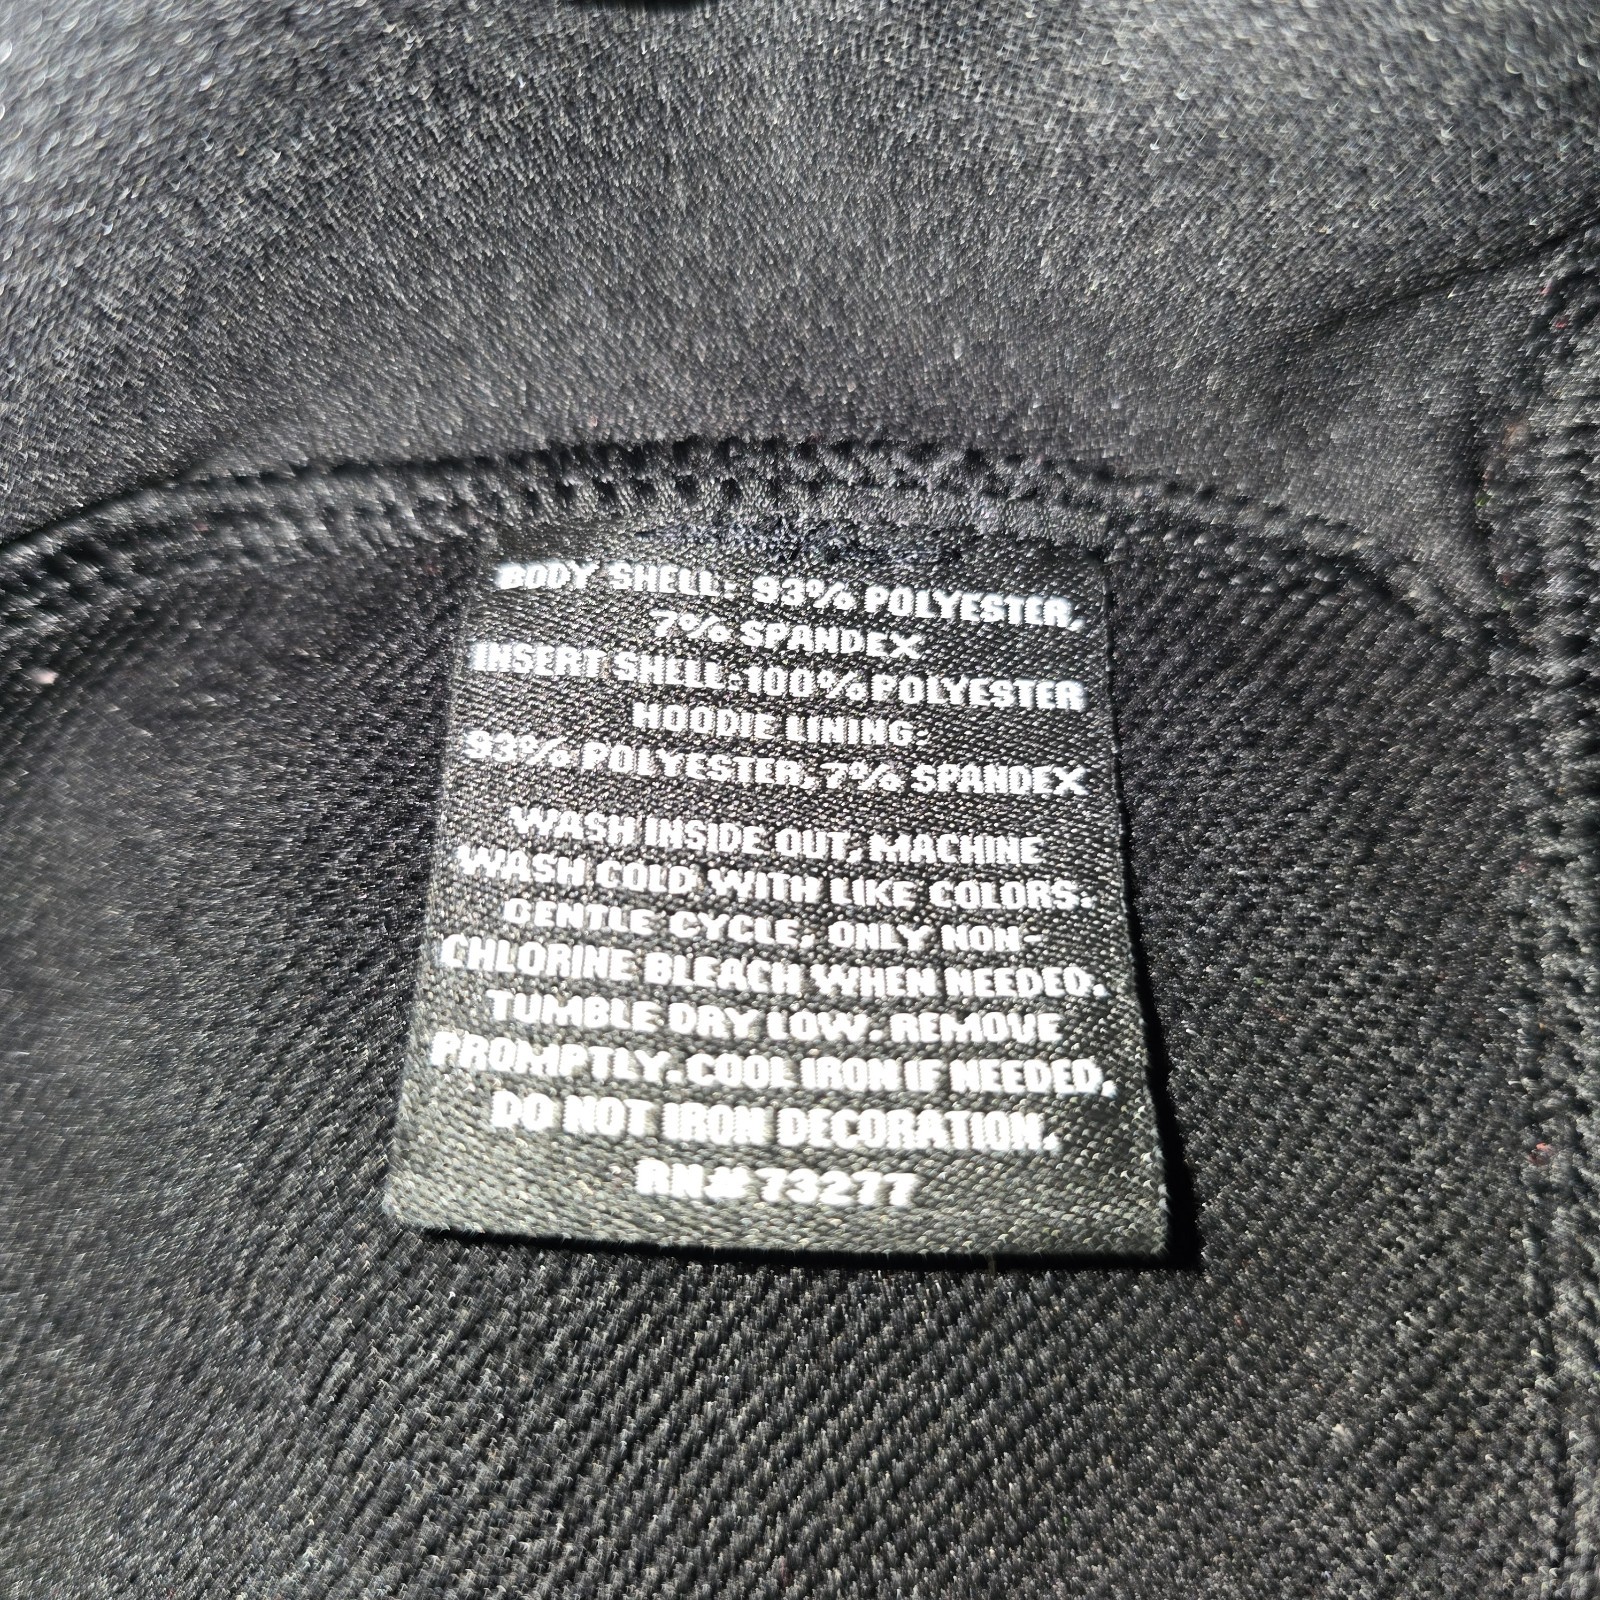 BODY SHELL: 93% POLYESTER,
7% SPANDEX
INSERT SHELL:100% POLYESTER
HOODIE LINING:
93% POLYESTER, 7% SPANDEX
WASH INSIDE OUT, MACHINE
WASH COLD WITH LIKE COLORS.
GENTLE CYCLE, ONLY NON-
CHLORINE BLEACH WHEN NEEDED.
TUMBLE DRY LOW. REMOVE
PROMPTLY. COOL IRON IF NEEDED,
DO NOT IRON DECORATION.
RN# 73277